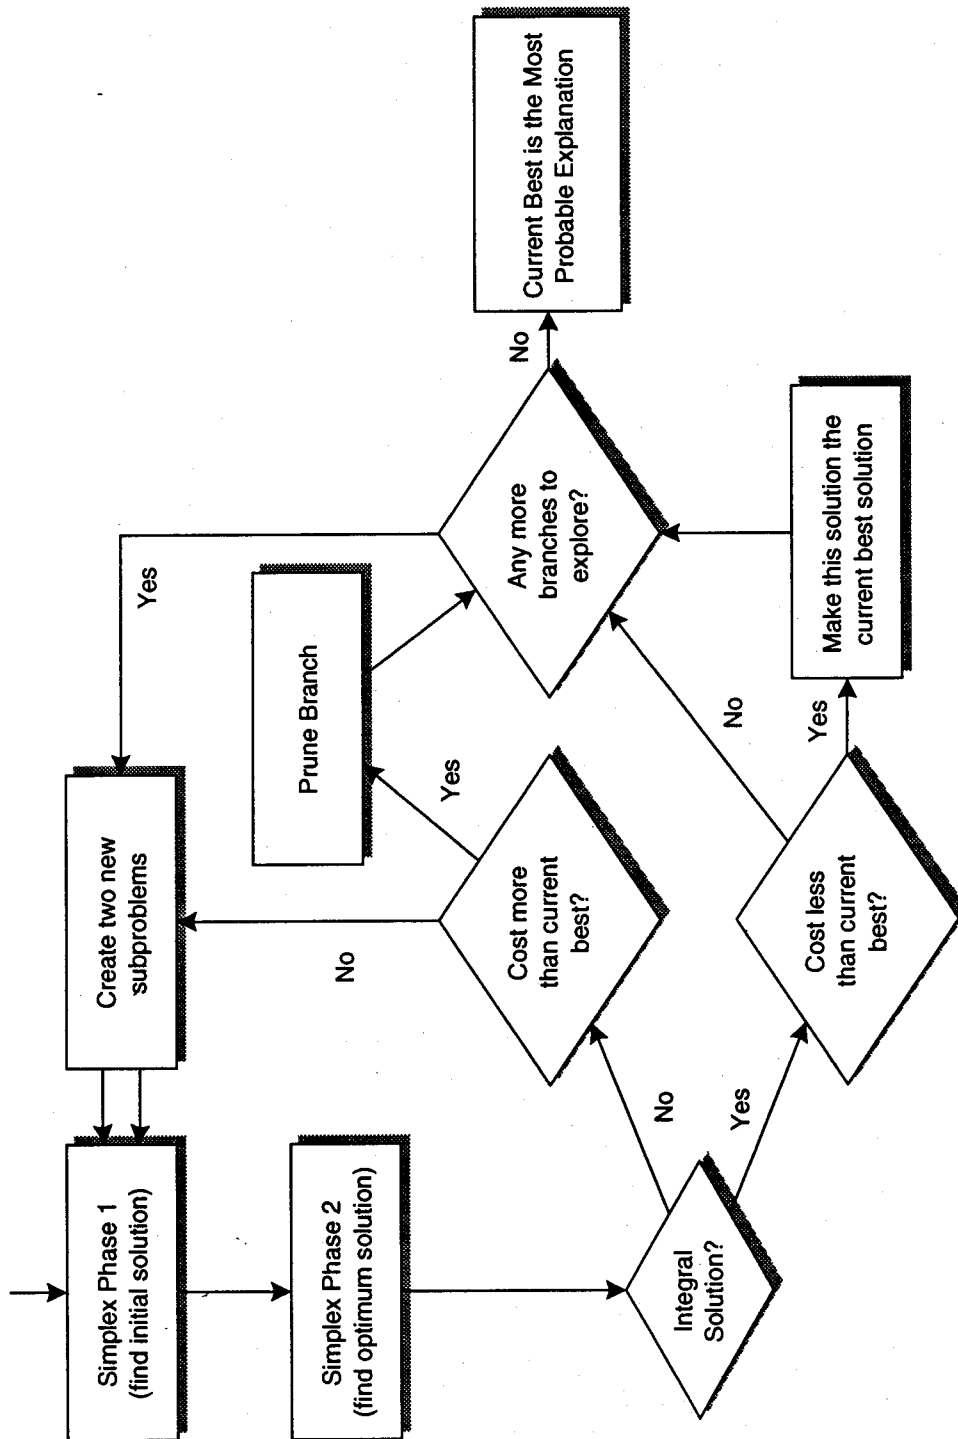 Simplex Phase 1
(find initial solution)
Create two new
subproblems
Simplex Phase 2
(find optimum solution)
Prune Branch
Yes
No
Yes
Integral
Solution?
No
Yes
Cost more
than current
best?
Any more
branches to
explore?
No
Current Best is the Most
Probable Explanation
Cost less
than current
best?
No
Yes
Make this solution the
current best solution